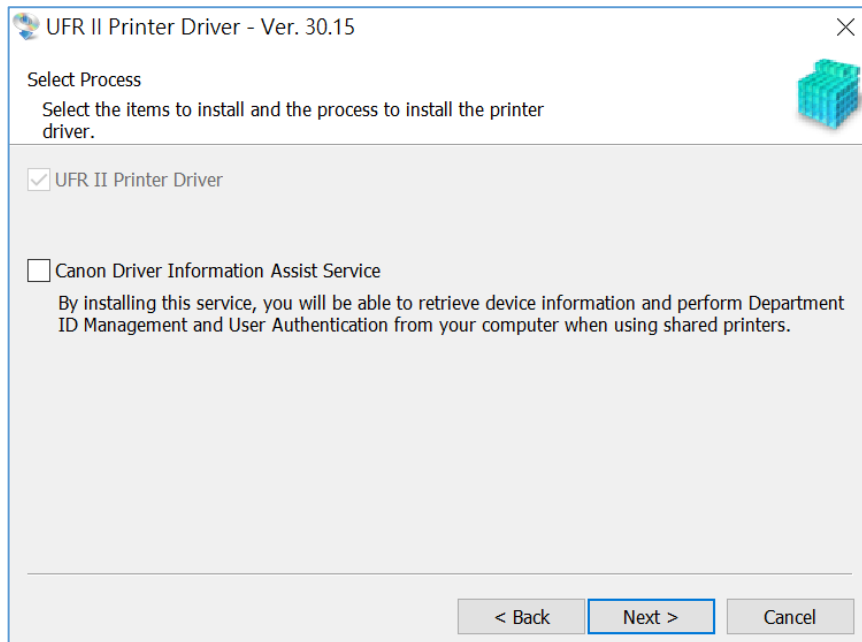 UFR II Printer Driver - Ver. 30.15
Select Process
Select the items to install and the process to install the printer
driver.
UFR II Printer Driver
Canon Driver Information Assist Service
By installing this service, you will be able to retrieve device information and perform Department
ID Management and User Authentication from your computer when using shared printers.
< Back Next > Cancel